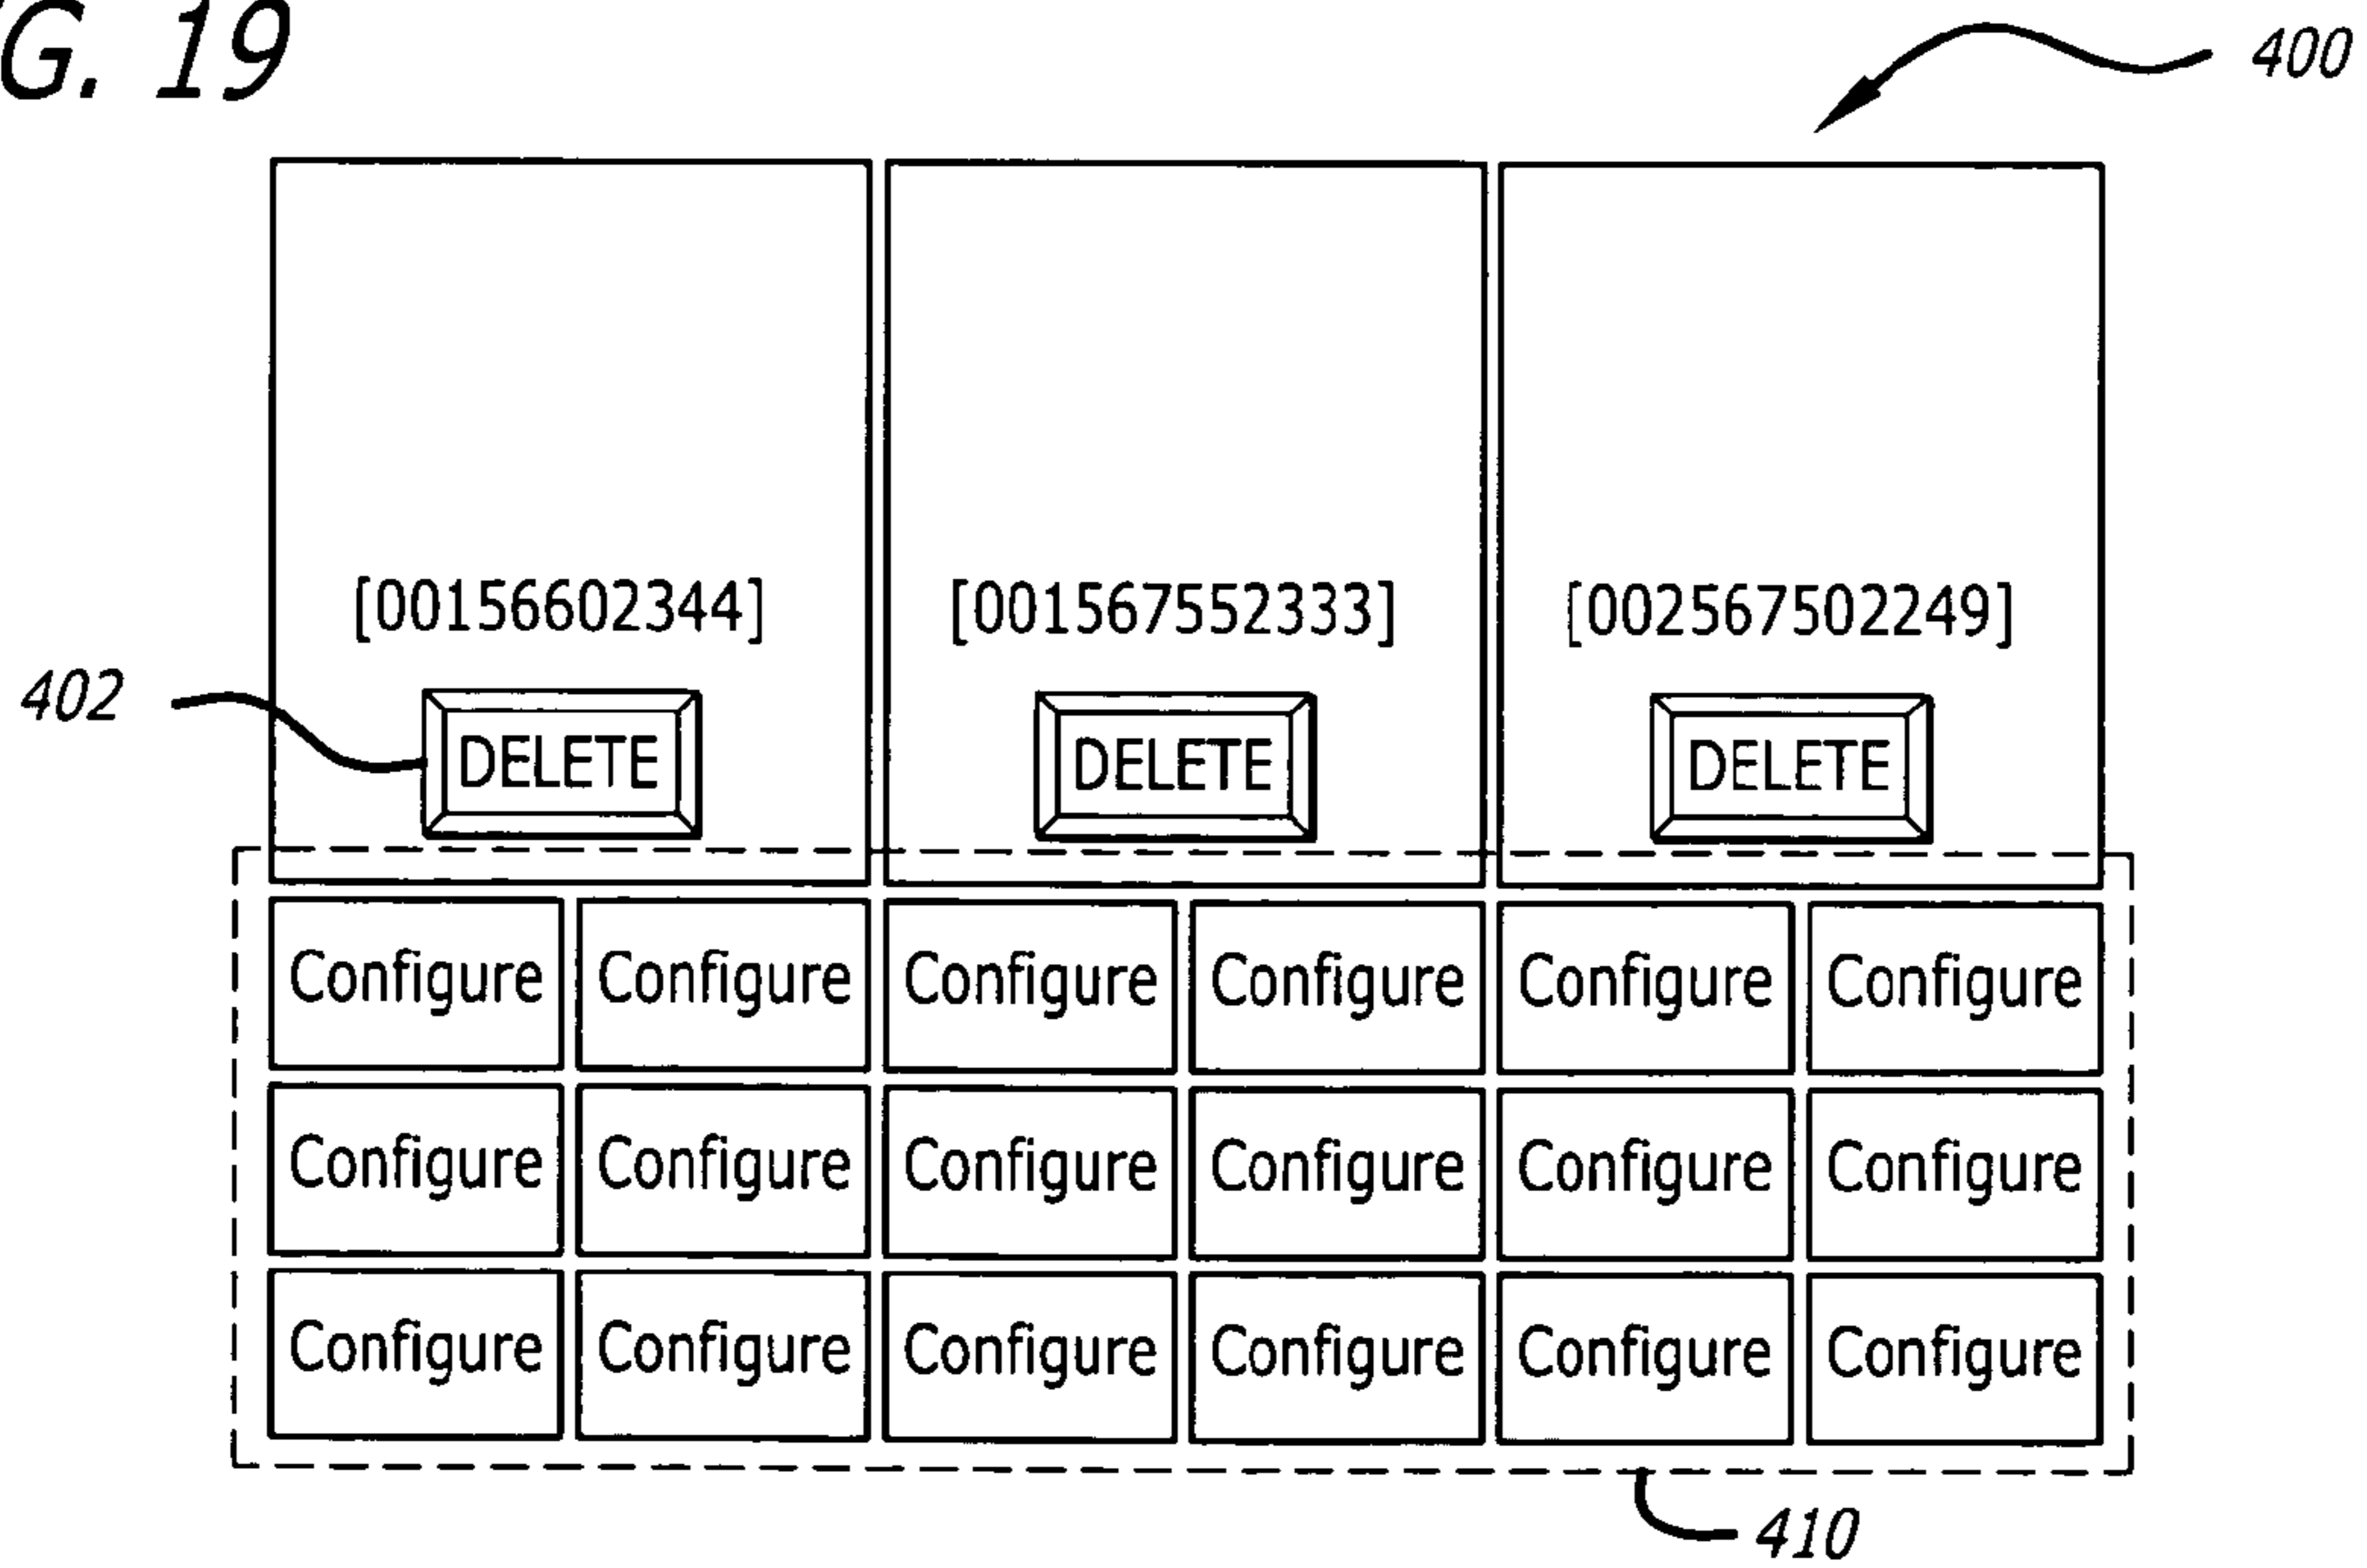 G. 19
400
[00156602344] [001567552333] [002567502249]
402
DELETE DELETE DELETE
Configure Configure Configure Configure Configure Configure
Configure Configure Configure Configure Configure Configure
Configure Configure Configure Configure Configure Configure
410